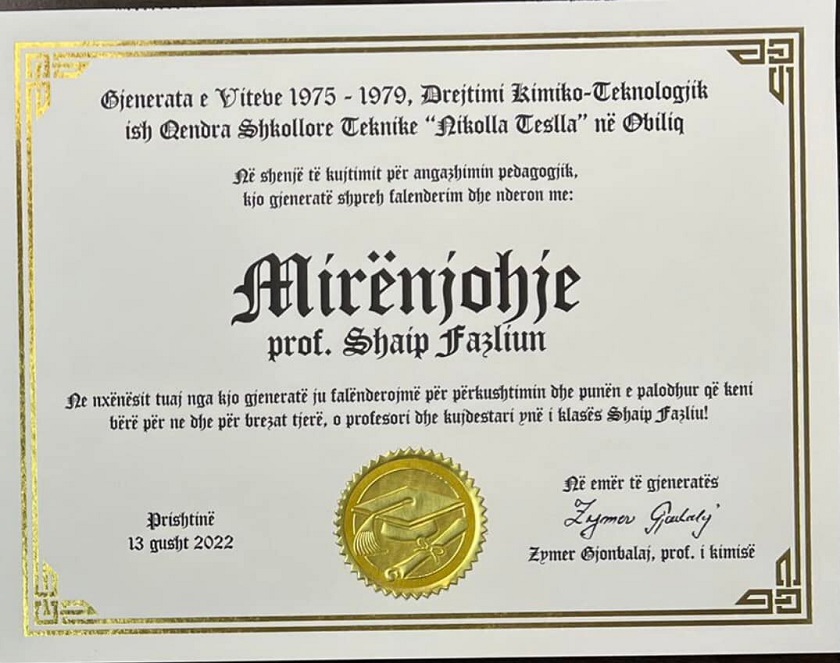 Gjenerata e Viteve 1975 - 1979, Drejtimi Kimiko-Teknologjik
ish Qendra Shkollore Teknike “Nikolla Teslla” në Obiliq
Në shenjë të kujtimit për angazhimin pedagogjik,
kjo gjeneratë shpreh falenderim dhe nderon me:
Mirënjohje
prof. Shaip Fazliun
Ne nxënësit tuaj nga kjo gjeneratë ju falënderojmë për përkushtimin dhe punën e palodhur që keni
bërë për ne dhe për brezat tjerë, o profesori dhe kujdestari ynë i klasës Shaip Fazliu!
Në emër të gjeneratës
Zymer Gjonbalaj
Prishtinë
13 gusht 2022
Zymer Gjonbalaj, prof. i kimisë